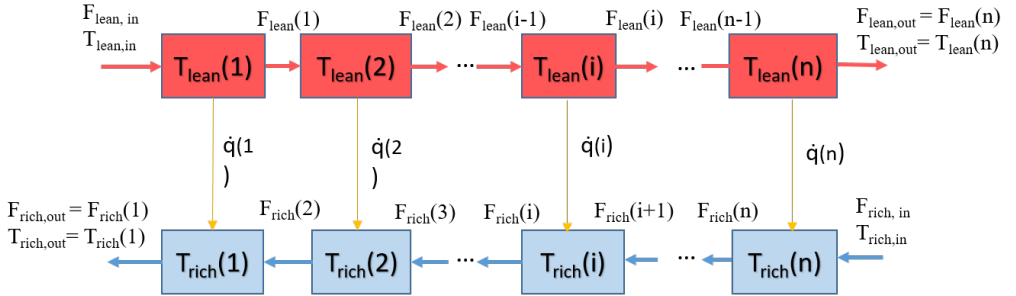 F_lean, in
T_lean,in
F_lean(1)
F_lean(2)
F_lean(i-1)
F_lean(i)
F_lean(n-1)
F_lean,out = F_lean(n)
T_lean,out= T_lean(n)
T_lean(1)
T_lean(2)
...
T_lean(i)
...
T_lean(n)
q̇(1
)
q̇(2
)
q̇(i)
q̇(n)
F_rich,out = F_rich(1)
T_rich,out= T_rich(1)
F_rich(2)
F_rich(3)
F_rich(i)
F_rich(i+1)
F_rich(n)
F_rich, in
T_rich,in
T_rich(1)
T_rich(2)
...
T_rich(i)
...
T_rich(n)